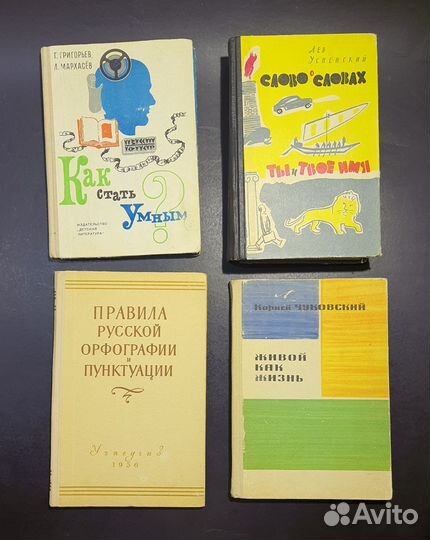 Г. ГРИГОРЬЕВ
Л. МАРХАСЁВ
Как
стать
Умным?
ИЗДАТЕЛЬСТВО
"ДЕТСКАЯ
ЛИТЕРАТУРА"
Лев
Успенский
СЛОВО о СЛОВАХ
ТЫ и ТВОЕ ИМЯ
ПРАВИЛА
РУССКОЙ
ОРФОГРАФИИ
и
ПУНКТУАЦИИ
Учпедгиз
1956
Корней ЧУКОВСКИЙ
ЖИВОЙ
КАК
ЖИЗНЬ
Avito